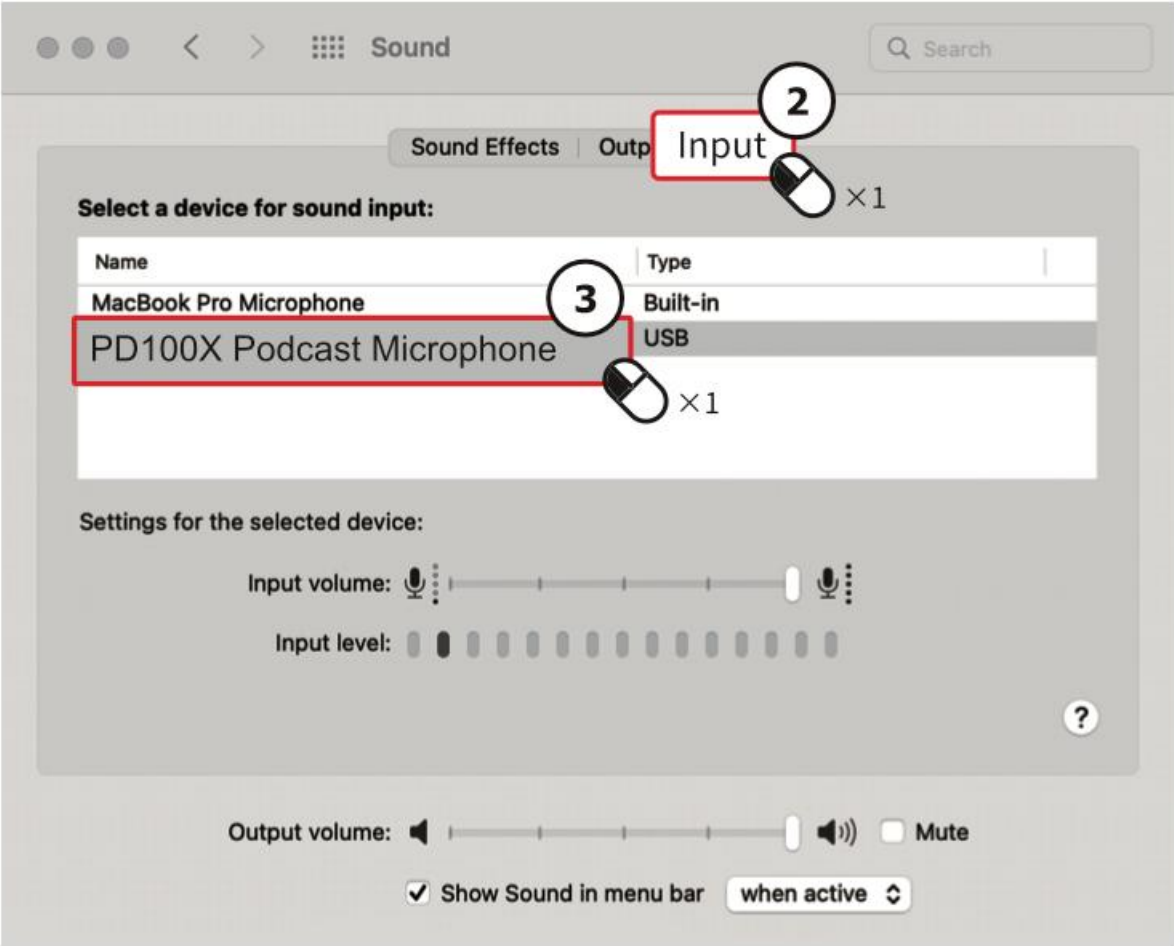 Sound
Search
2
Sound Effects Outp Input
×1
Select a device for sound input:
Name Type
MacBook Pro Microphone Built-in
3
PD100X Podcast Microphone USB
×1
Settings for the selected device:
Input volume:
Input level:
?
Output volume: Mute
Show Sound in menu bar when active